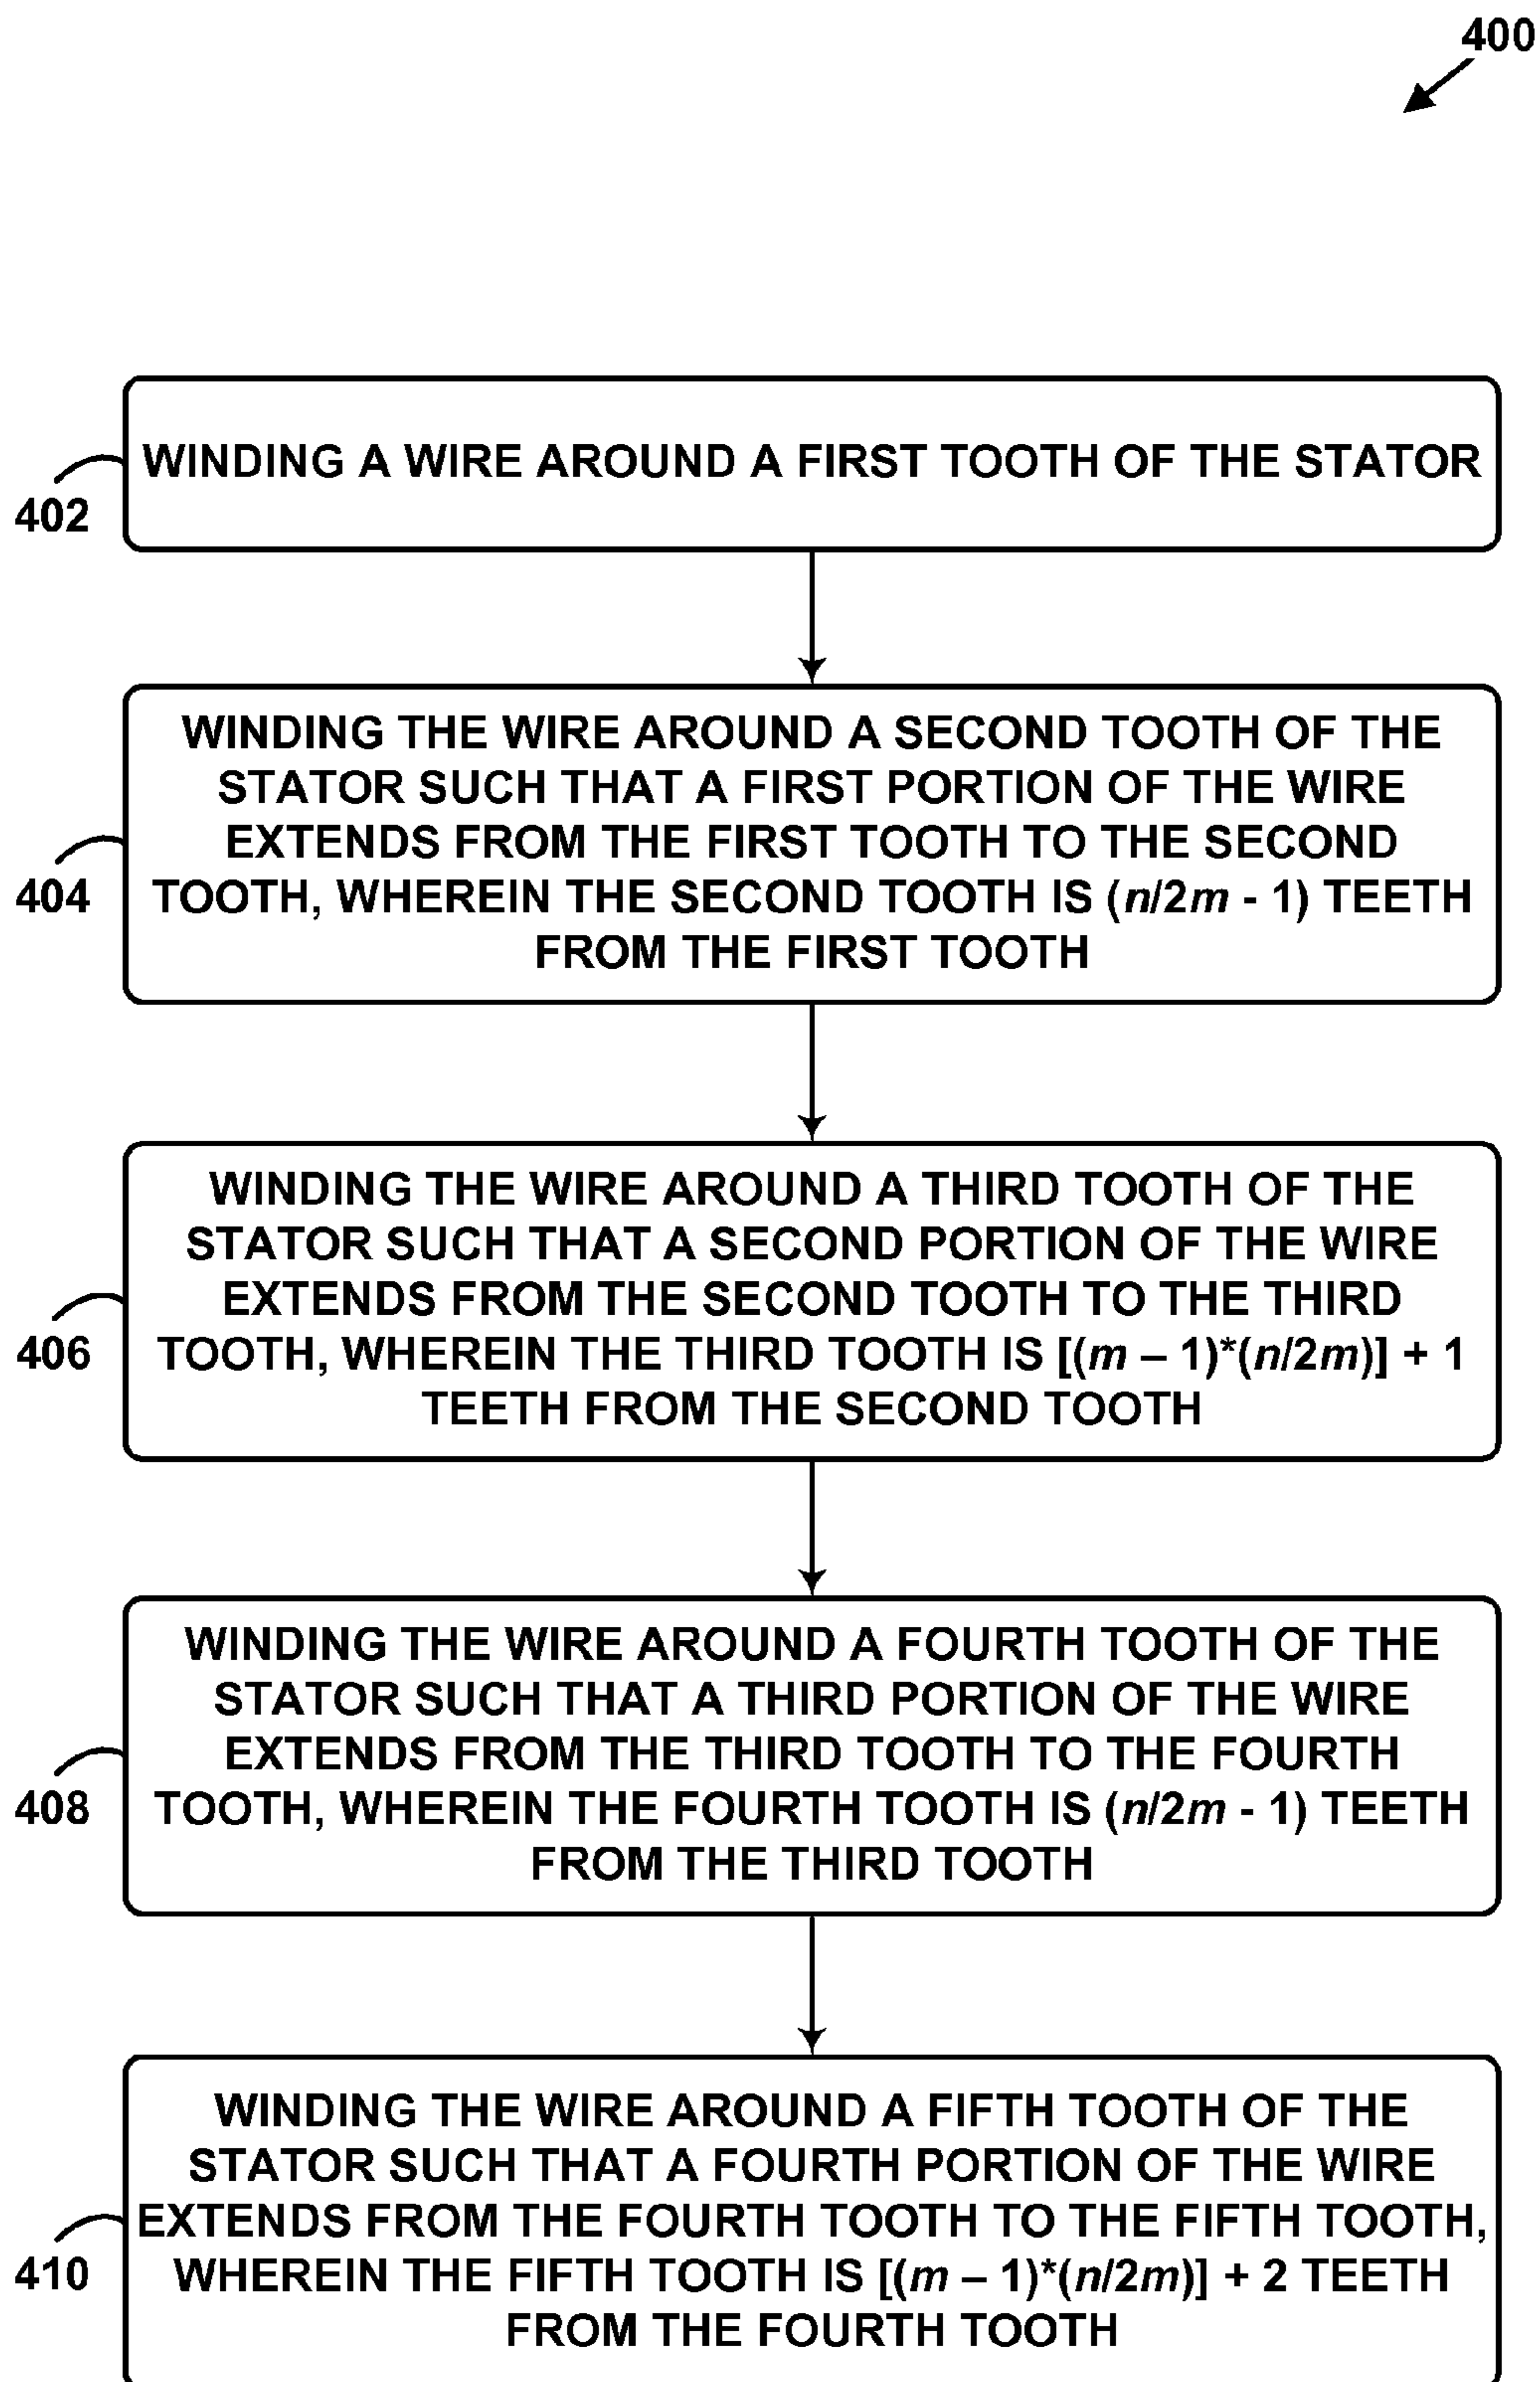 400
WINDING A WIRE AROUND A FIRST TOOTH OF THE STATOR
402
WINDING THE WIRE AROUND A SECOND TOOTH OF THE
STATOR SUCH THAT A FIRST PORTION OF THE WIRE
EXTENDS FROM THE FIRST TOOTH TO THE SECOND
TOOTH, WHEREIN THE SECOND TOOTH IS (n/2m - 1) TEETH
FROM THE FIRST TOOTH
404
WINDING THE WIRE AROUND A THIRD TOOTH OF THE
STATOR SUCH THAT A SECOND PORTION OF THE WIRE
EXTENDS FROM THE SECOND TOOTH TO THE THIRD
TOOTH, WHEREIN THE THIRD TOOTH IS [(m – 1)*(n/2m)] + 1
TEETH FROM THE SECOND TOOTH
406
WINDING THE WIRE AROUND A FOURTH TOOTH OF THE
STATOR SUCH THAT A THIRD PORTION OF THE WIRE
EXTENDS FROM THE THIRD TOOTH TO THE FOURTH
TOOTH, WHEREIN THE FOURTH TOOTH IS (n/2m - 1) TEETH
FROM THE THIRD TOOTH
408
WINDING THE WIRE AROUND A FIFTH TOOTH OF THE
STATOR SUCH THAT A FOURTH PORTION OF THE WIRE
EXTENDS FROM THE FOURTH TOOTH TO THE FIFTH TOOTH,
WHEREIN THE FIFTH TOOTH IS [(m – 1)*(n/2m)] + 2 TEETH
FROM THE FOURTH TOOTH
410